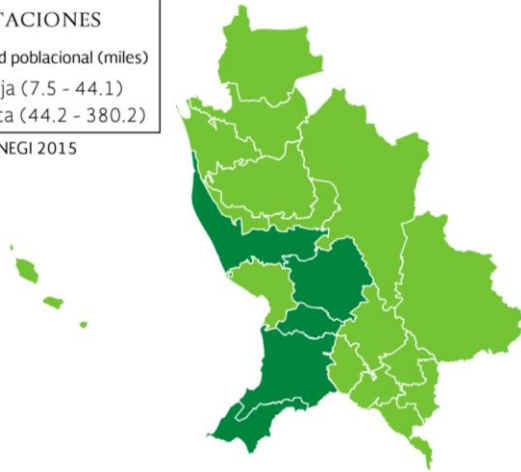 TACIONES
d poblacional (miles)
ja (7.5 - 44.1)
ta (44.2 - 380.2)
NEGI 2015